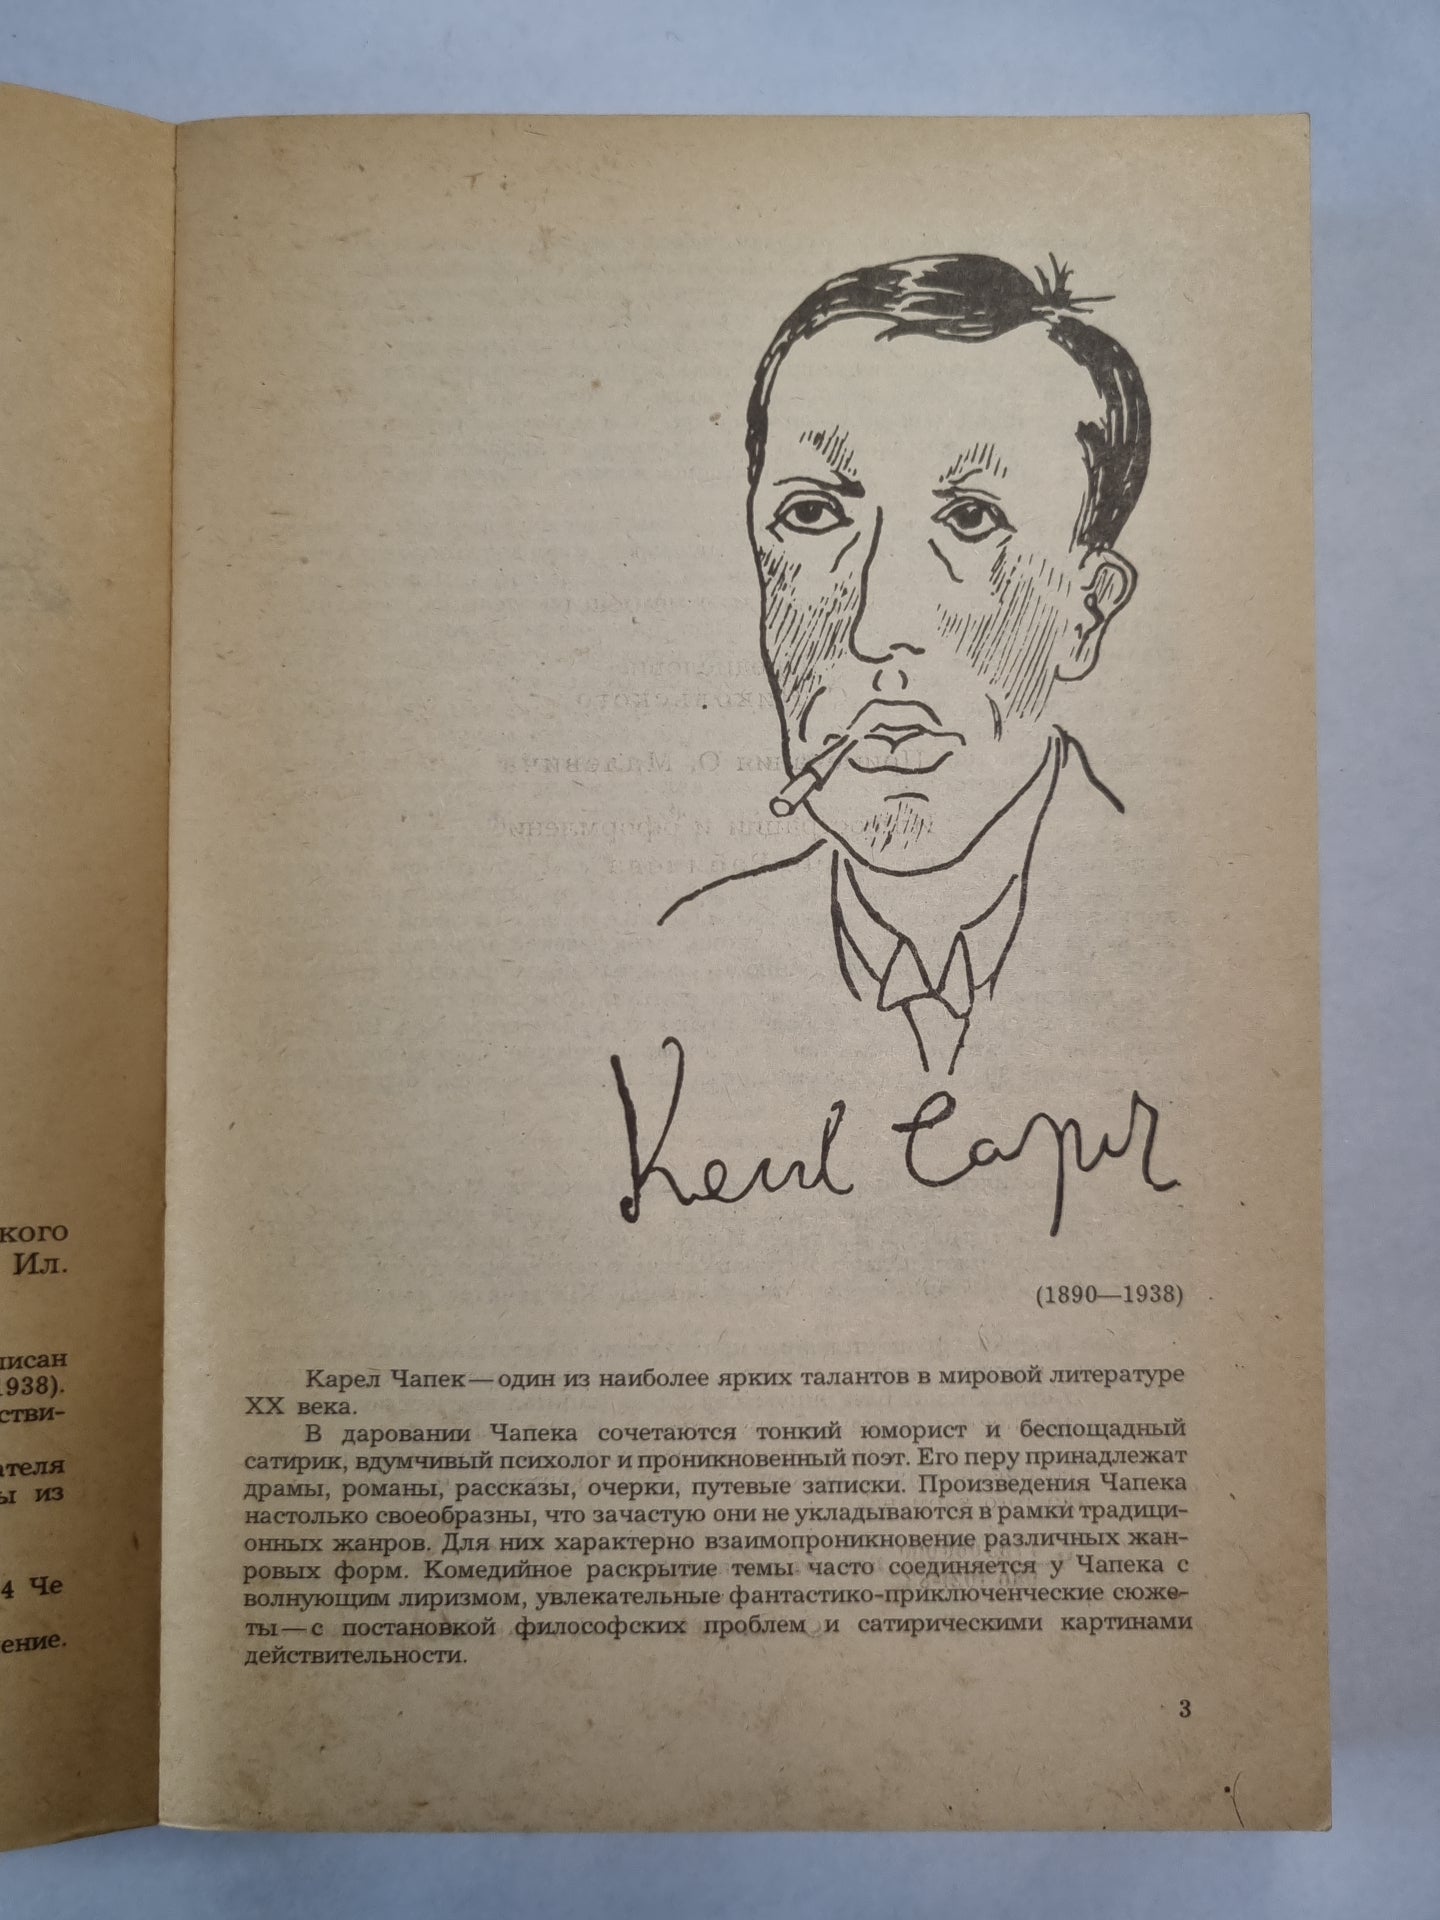 кого
Ил.
писан
1938).
стви-
ателя
ы из
4 Че
ение.
Karel Čapek
(1890—1938)
Карел Чапек—один из наиболее ярких талантов в мировой литературе
XX века.
В даровании Чапека сочетаются тонкий юморист и беспощадный
сатирик, вдумчивый психолог и проникновенный поэт. Его перу принадлежат
драмы, романы, рассказы, очерки, путевые записки. Произведения Чапека
настолько своеобразны, что зачастую они не укладываются в рамки традици-
онных жанров. Для них характерно взаимопроникновение различных жан-
ровых форм. Комедийное раскрытие темы часто соединяется у Чапека с
волнующим лиризмом, увлекательные фантастико-приключенческие сюже-
ты—с постановкой философских проблем и сатирическими картинами
действительности.
3